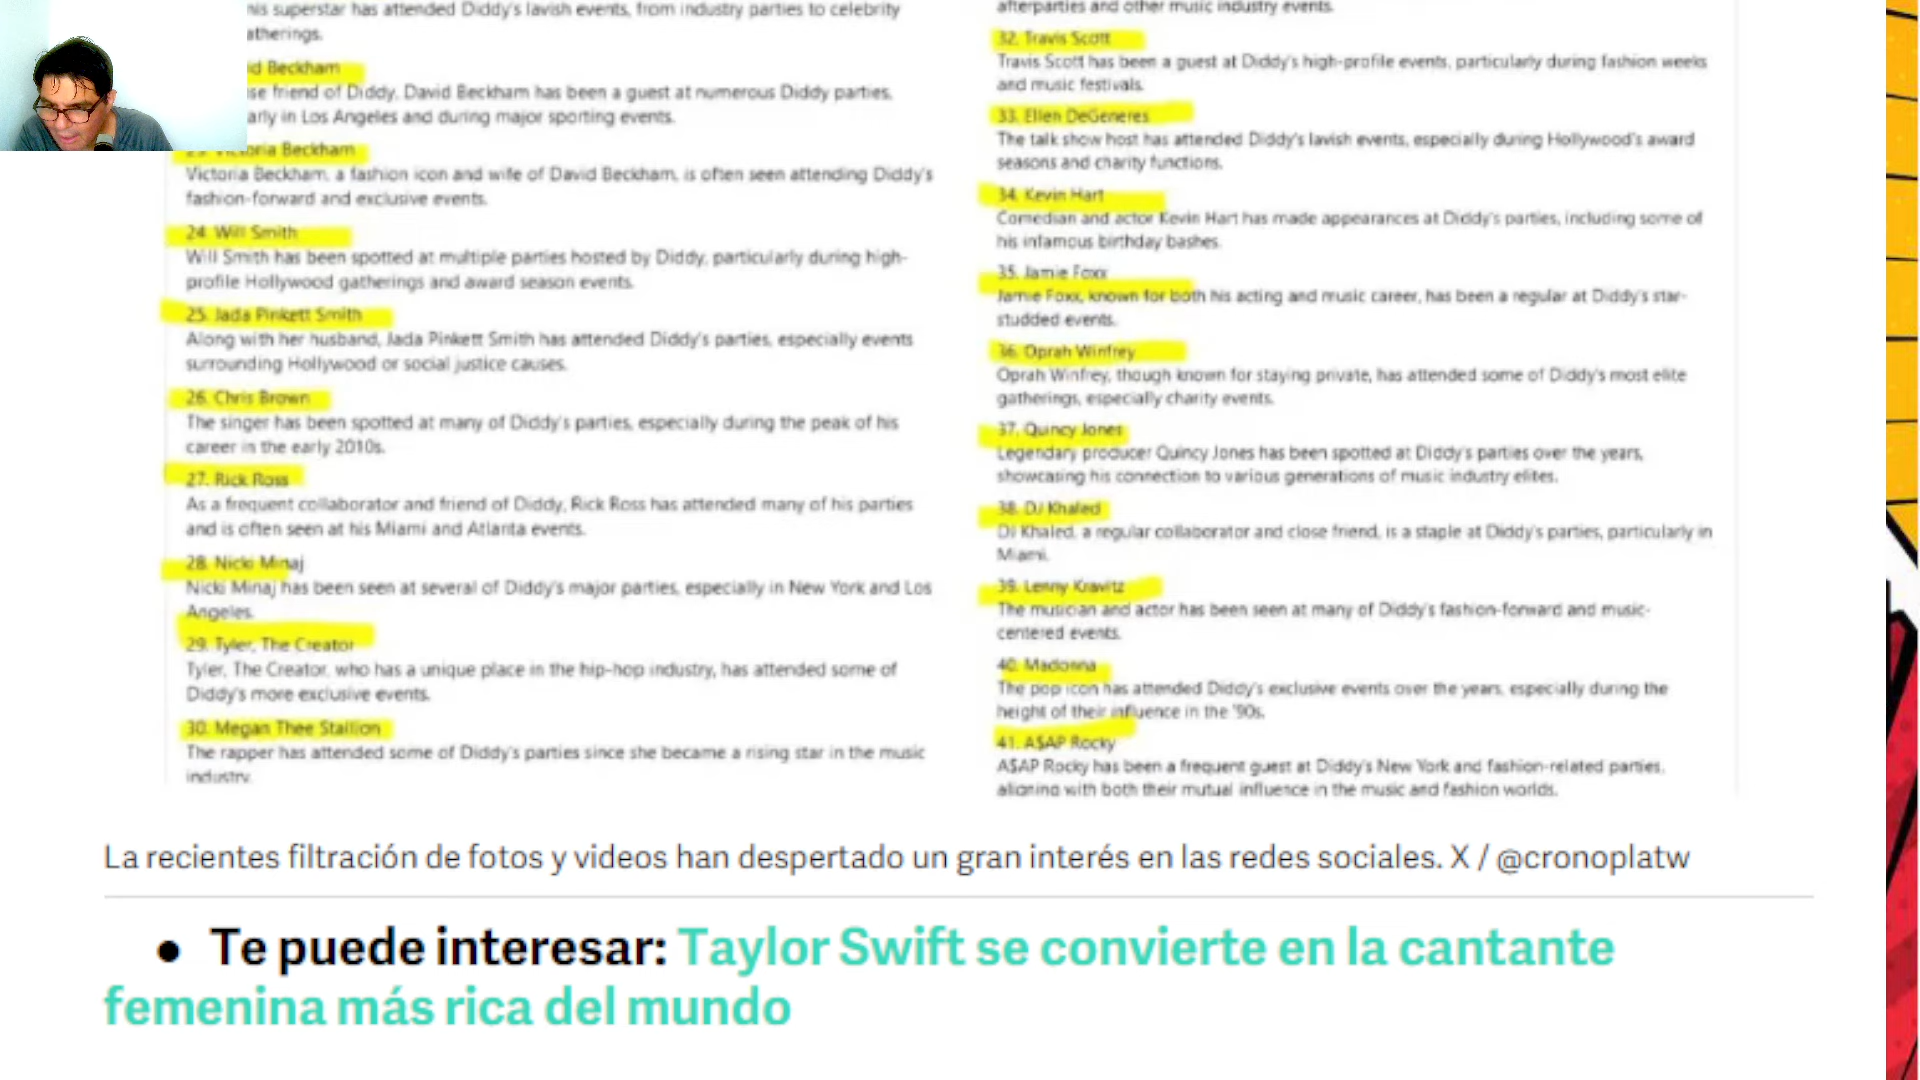 his superstar has attended Diddy's lavish events, from industry parties to celebrity
atherings.
d Beckham
se friend of Diddy, David Beckham has been a guest at numerous Diddy parties,
arly in Los Angeles and during major sporting events.
23. Victoria Beckham
Victoria Beckham, a fashion icon and wife of David Beckham, is often seen attending Diddy's
fashion-forward and exclusive events.
24. Will Smith
Will Smith has been spotted at multiple parties hosted by Diddy, particularly during high-
profile Hollywood gatherings and award season events.
25. Jada Pinkett Smith
Along with her husband, Jada Pinkett Smith has attended Diddy's parties, especially events
surrounding Hollywood or social justice causes.
26. Chris Brown
The singer has been spotted at many of Diddy's parties, especially during the peak of his
career in the early 2010s.
27. Rick Ross
As a frequent collaborator and friend of Diddy, Rick Ross has attended many of his parties
and is often seen at his Miami and Atlanta events.
28. Nicki Minaj
Nicki Minaj has been seen at several of Diddy's major parties, especially in New York and Los
Angeles.
29. Tyler, The Creator
Tyler, The Creator, who has a unique place in the hip-hop industry, has attended some of
Diddy's more exclusive events.
30. Megan Thee Stallion
The rapper has attended some of Diddy's parties since she became a rising star in the music
industry.
afterparties and other music industry events.
32. Travis Scott
Travis Scott has been a guest at Diddy's high-profile events, particularly during fashion weeks
and music festivals.
33. Ellen DeGeneres
The talk show host has attended Diddy's lavish events, especially during Hollywood's award
seasons and charity functions.
34. Kevin Hart
Comedian and actor Kevin Hart has made appearances at Diddy's parties, including some of
his infamous birthday bashes.
35. Jamie Foxx
Jamie Foxx, known for both his acting and music career, has been a regular at Diddy's star-
studded events.
36. Oprah Winfrey
Oprah Winfrey, though known for staying private, has attended some of Diddy's most elite
gatherings, especially charity events.
37. Quincy Jones
Legendary producer Quincy Jones has been spotted at Diddy's parties over the years,
showcasing his connection to various generations of music industry elites.
38. DJ Khaled
DJ Khaled, a regular collaborator and close friend, is a staple at Diddy's parties, particularly in
Miami.
39. Lenny Kravitz
The musician and actor has been seen at many of Diddy's fashion-forward and music-
centered events.
40. Madonna
The pop icon has attended Diddy's exclusive events over the years, especially during the
height of their influence in the '90s.
41. A$AP Rocky
A$AP Rocky has been a frequent guest at Diddy's New York and fashion-related parties,
aligning with both their mutual influence in the music and fashion worlds.
La recientes filtración de fotos y videos han despertado un gran interés en las redes sociales. X / @cronoplatw
● Te puede interesar: Taylor Swift se convierte en la cantante
femenina más rica del mundo